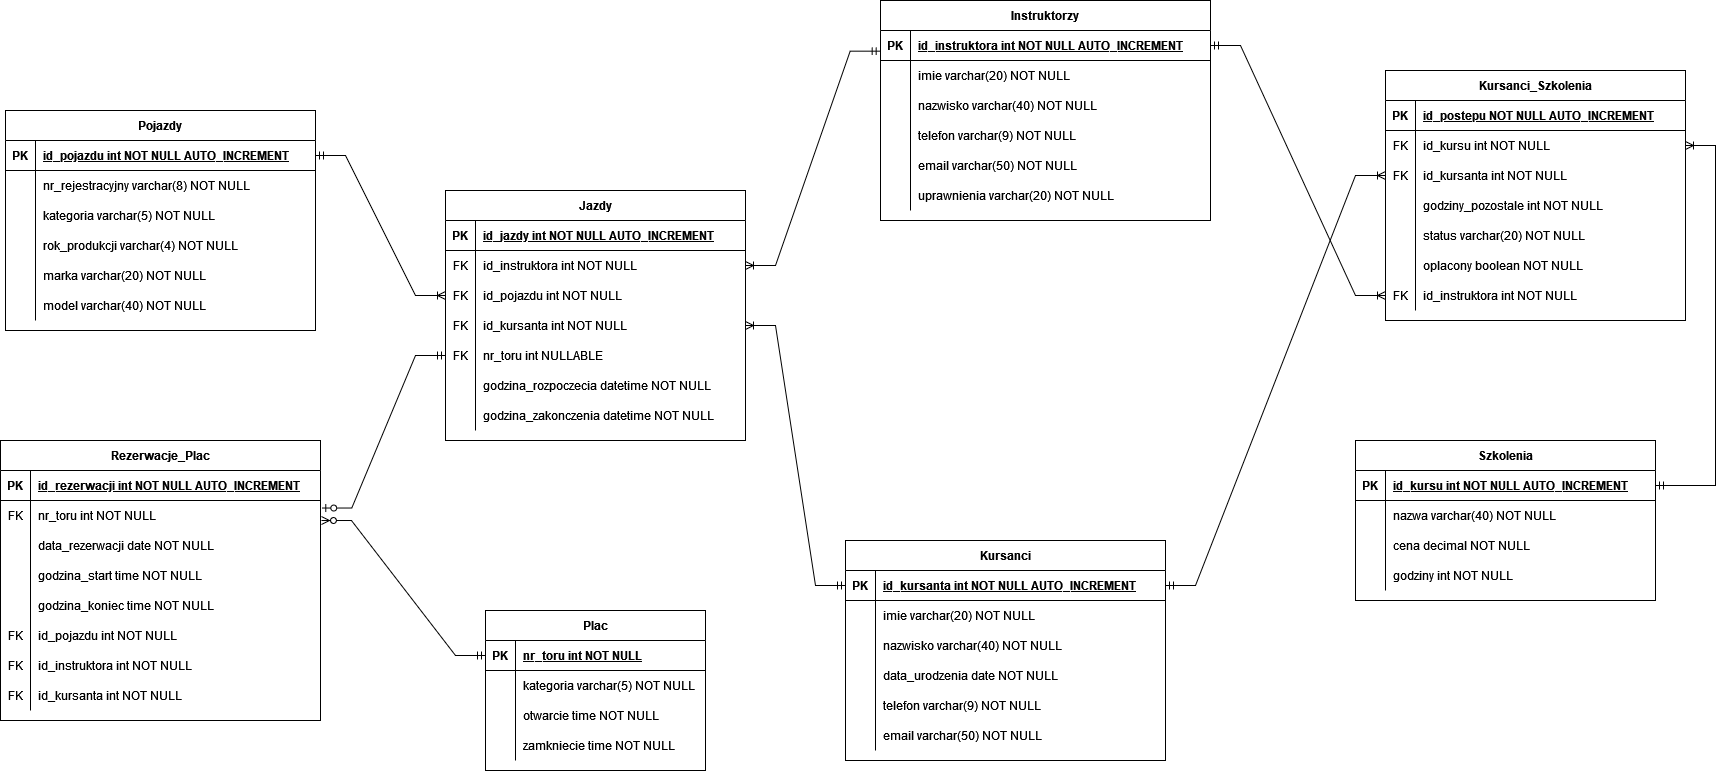 Instruktorzy
PK id_instruktora int NOT NULL AUTO_INCREMENT
imie varchar(20) NOT NULL
nazwisko varchar(40) NOT NULL
telefon varchar(9) NOT NULL
email varchar(50) NOT NULL
uprawnienia varchar(20) NOT NULL
Kursanci_Szkolenia
PK id_postepu NOT NULL AUTO_INCREMENT
FK id_kursu int NOT NULL
FK id_kursanta int NOT NULL
godziny_pozostale int NOT NULL
status varchar(20) NOT NULL
oplacony boolean NOT NULL
FK id_instruktora int NOT NULL
Pojazdy
PK id_pojazdu int NOT NULL AUTO_INCREMENT
nr_rejestracyjny varchar(8) NOT NULL
kategoria varchar(5) NOT NULL
rok_produkcji varchar(4) NOT NULL
marka varchar(20) NOT NULL
model varchar(40) NOT NULL
Jazdy
PK id_jazdy int NOT NULL AUTO_INCREMENT
FK id_instruktora int NOT NULL
FK id_pojazdu int NOT NULL
FK id_kursanta int NOT NULL
FK nr_toru int NULLABLE
godzina_rozpoczecia datetime NOT NULL
godzina_zakonczenia datetime NOT NULL
Rezerwacje_Plac
PK id_rezerwacji int NOT NULL AUTO_INCREMENT
FK nr_toru int NOT NULL
data_rezerwacji date NOT NULL
godzina_start time NOT NULL
godzina_koniec time NOT NULL
FK id_pojazdu int NOT NULL
FK id_instruktora int NOT NULL
FK id_kursanta int NOT NULL
Plac
PK nr_toru int NOT NULL
kategoria varchar(5) NOT NULL
otwarcie time NOT NULL
zamkniecie time NOT NULL
Kursanci
PK id_kursanta int NOT NULL AUTO_INCREMENT
imie varchar(20) NOT NULL
nazwisko varchar(40) NOT NULL
data_urodzenia date NOT NULL
telefon varchar(9) NOT NULL
email varchar(50) NOT NULL
Szkolenia
PK id_kursu int NOT NULL AUTO_INCREMENT
nazwa varchar(40) NOT NULL
cena decimal NOT NULL
godziny int NOT NULL